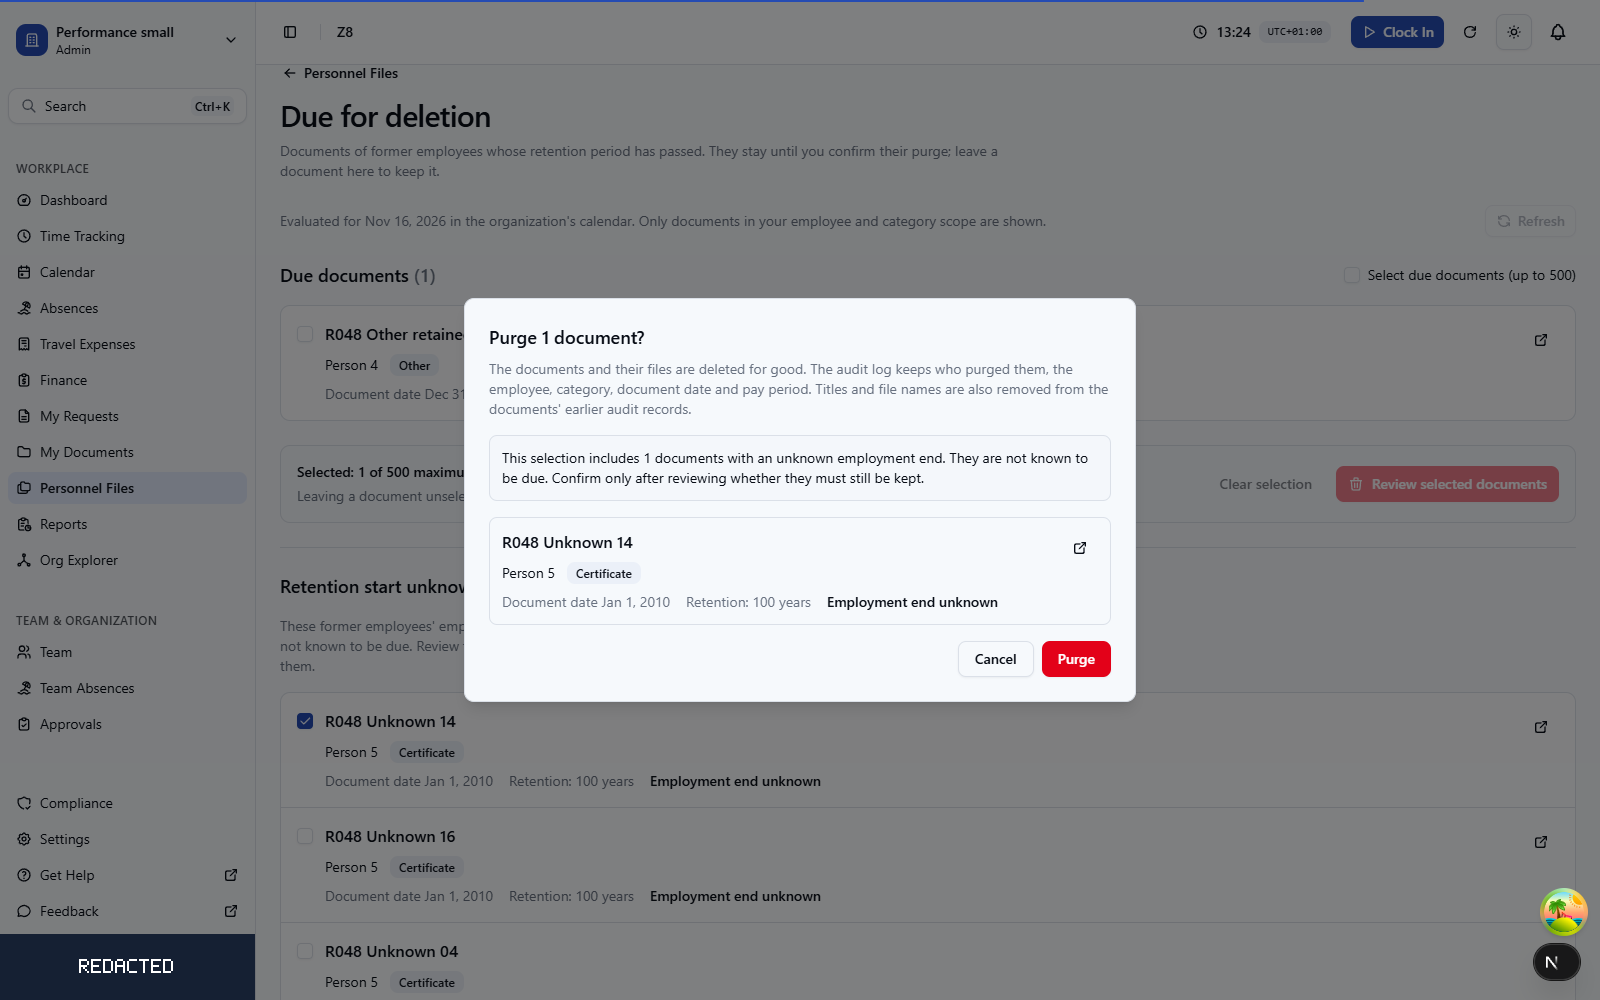 Performance small
Admin
Search
Ctrl+K
WORKPLACE
Dashboard
Time Tracking
Calendar
Absences
Travel Expenses
Finance
My Requests
My Documents
Personnel Files
Reports
Org Explorer
TEAM & ORGANIZATION
Team
Team Absences
Approvals
Compliance
Settings
Get Help
Feedback
REDACTED
Z8
13:24
UTC+01:00
Clock In
Personnel Files
Due for deletion
Documents of former employees whose retention period has passed. They stay until you confirm their purge; leave a
document here to keep it.
Evaluated for Nov 16, 2026 in the organization's calendar. Only documents in your employee and category scope are shown.
Refresh
Due documents (1)
Select due documents (up to 500)
R048 Other
Person 4
Other
Document date Dec 31
Selected: 1 of 500
Leaving a document
Clear selection
Review selected documents
Retention start
These former employees'
not known to be due. Review
them.
Purge 1 document?
The documents and their files are deleted for good. The audit log keeps who purged them, the
employee, category, document date and pay period. Titles and file names are also removed from the
documents' earlier audit records.
This selection includes 1 documents with an unknown employment end. They are not known to
be due. Confirm only after reviewing whether they must still be kept.
R048 Unknown 14
Person 5
Certificate
Document date Jan 1, 2010
Retention: 100 years
Employment end unknown
Cancel
Purge
R048 Unknown 14
Person 5
Certificate
Document date Jan 1, 2010
Retention: 100 years
Employment end unknown
R048 Unknown 16
Person 5
Certificate
Document date Jan 1, 2010
Retention: 100 years
Employment end unknown
R048 Unknown 04
Person 5
Certificate
N